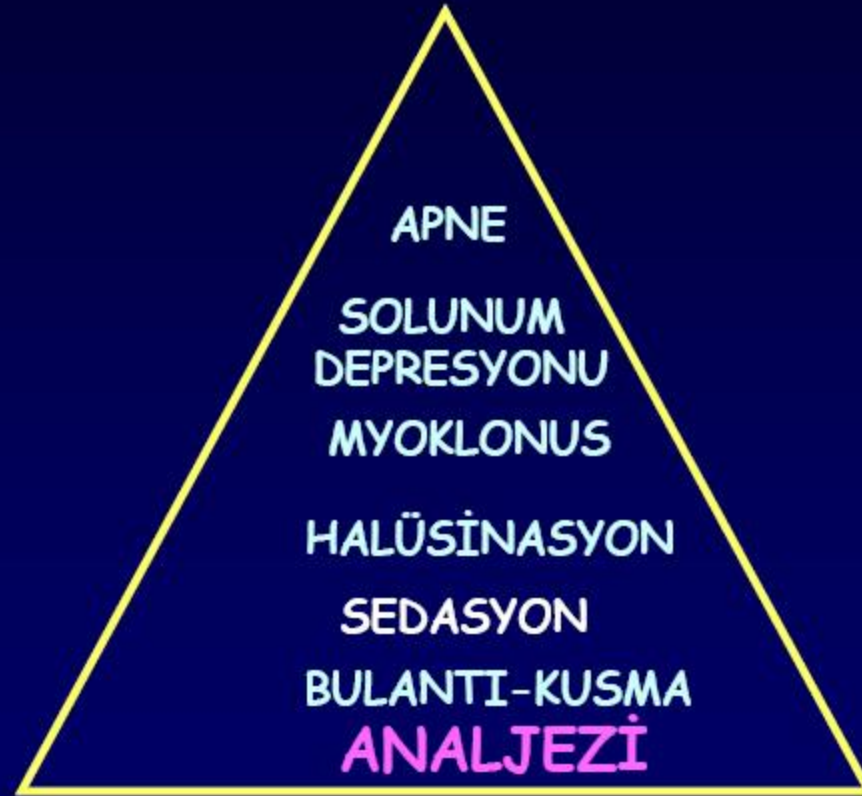 APNE
SOLUNUM
DEPRESYONU
MYOKLONUS
HALÜSİNASYON
SEDASYON
BULANTI-KUSMA
ANALJEZİ